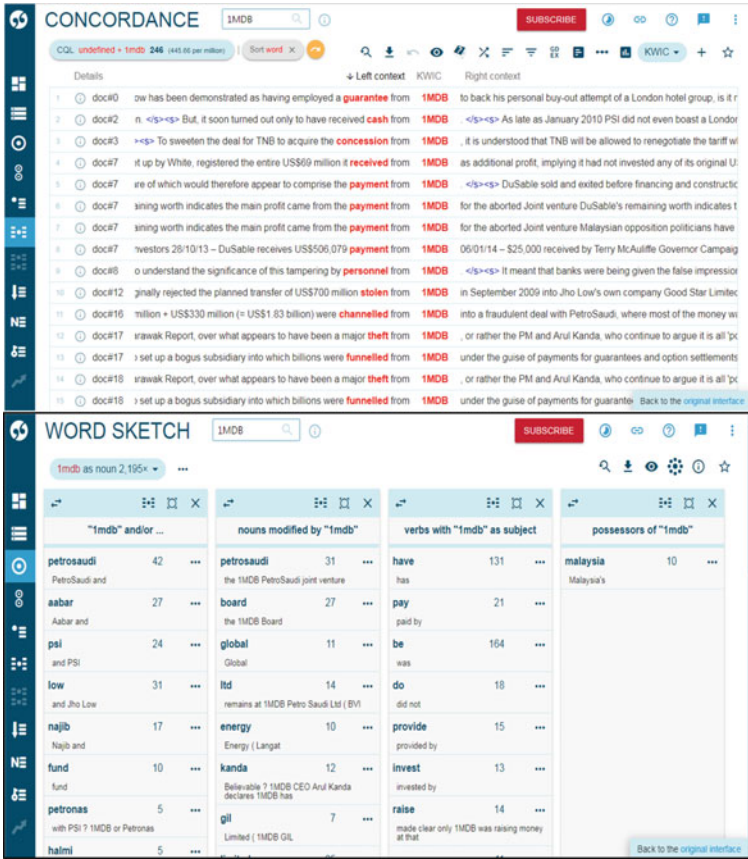 CONCORDANCE
1MDB
SUBSCRIBE
CQL undefined + 1mdb 246 (445.86 per million)
Sort word X
GD EX
KWIC
Details
Left context
KWIC
Right context
1 doc#0 ow has been demonstrated as having employed a guarantee from 1MDB to back his personal buy-out attempt of a London hotel group, is it r
2 doc#2 n. </s><s> But, it soon turned out only to have received cash from 1MDB . </s><s> As late as January 2010 PSI did not even boast a London
3 doc#3 ><s> To sweeten the deal for TNB to acquire the concession from 1MDB , it is understood that TNB will be allowed to renegotiate the tariff wl
4 doc#7 et up by White, registered the entire US$69 million it received from 1MDB as additional profit, implying it had not invested any of its original U
5 doc#7 ire of which would therefore appear to comprise the payment from 1MDB . </s><s> DuSable sold and exited before financing and constructic
6 doc#7 aining worth indicates the main profit came from the payment from 1MDB for the aborted Joint venture DuSable's remaining worth indicates t
7 doc#7 aining worth indicates the main profit came from the payment from 1MDB for the aborted Joint venture Malaysian opposition politicians have
8 doc#7 nvestors 28/10/13 – DuSable receives US$506,079 payment from 1MDB 06/01/14 – $25,000 received by Terry McAuliffe Governor Campaig
9 doc#8 o understand the significance of this tampering by personnel from 1MDB . </s><s> It meant that banks were being given the false impressior
10 doc#12 ginally rejected the planned transfer of US$700 million stolen from 1MDB in September 2009 into Jho Low's own company Good Star Limited
11 doc#16 million + US$330 million (= US$1.83 billion) were channelled from 1MDB into a fraudulent deal with PetroSaudi, where most of the money wa
12 doc#17 arawak Report, over what appears to have been a major theft from 1MDB , or rather the PM and Arul Kanda, who continue to argue it is all 'pc
13 doc#17 o set up a bogus subsidiary into which billions were funnelled from 1MDB under the guise of payments for guarantees and option settlements
14 doc#18 arawak Report, over what appears to have been a major theft from 1MDB , or rather the PM and Arul Kanda, who continue to argue it is all 'pc
15 doc#18 o set up a bogus subsidiary into which billions were funnelled from 1MDB under the guise of payments for guarante
Back to the original interface
WORD SKETCH
1MDB
SUBSCRIBE
1mdb as noun 2,195×
"1mdb" and/or ...
petrosaudi 42
PetroSaudi and
aabar 27
Aabar and
psi 24
and PSI
low 31
and Jho Low
najib 17
Najib and
fund 10
fund
petronas 5
with PSI ? 1MDB or Petronas
halmi 5
nouns modified by "1mdb"
petrosaudi 31
the 1MDB PetroSaudi joint venture
board 27
the 1MDB Board
global 11
Global
ltd 14
remains at 1MDB Petro Saudi Ltd ( BVI
energy 10
Energy ( Langat
kanda 12
Believable ? 1MDB CEO Arul Kanda
declares 1MDB has
gil 7
Limited ( 1MDB GIL
verbs with "1mdb" as subject
have 131
has
pay 21
paid by
be 164
was
do 18
did not
provide 15
provided by
invest 13
invested by
raise 14
made clear only 1MDB was raising money
at that
possessors of "1mdb"
malaysia 10
Malaysia's
Back to the original interface